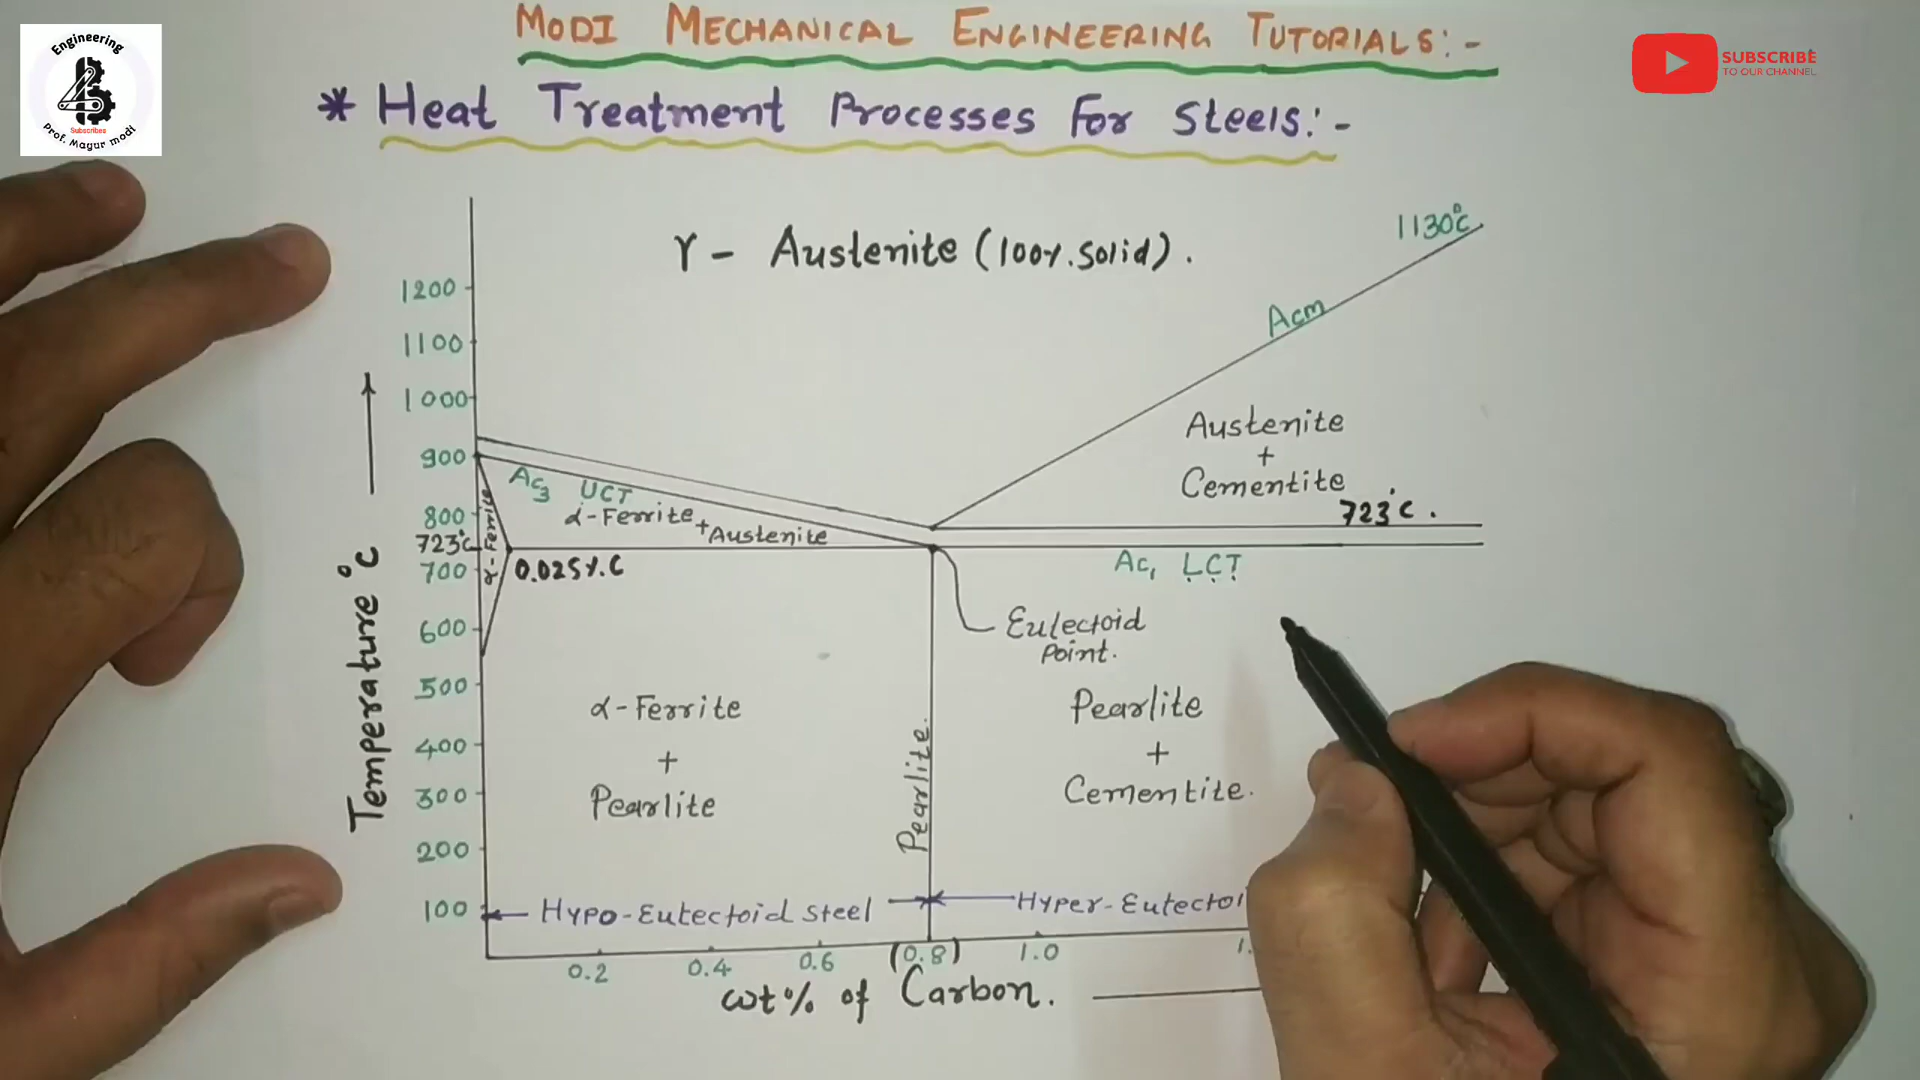 MODI MECHANICAL ENGINEERING TUTORIALS:-
Engineering
Subscribes
Prof. Mayur modi
SUBSCRIBE
TO OUR CHANNEL
* Heat Treatment Processes For Steels:-
γ - Austenite (100%.Solid).
1130°C
Acm
1200
1100
1000
900
800
723°C
700
600
500
400
300
200
100
Temperature °C
Ac3 UCT
α-Ferrite + Austenite
α-Ferrite
0.025%.C
Austenite
+
Cementite
723°C.
Ac1 LCT
Eutectoid
Point.
α-Ferrite
+
Pearlite
Pearlite.
Pearlite
+
Cementite.
Hypo-Eutectoid Steel
Hyper-Eutectoi
0.2 0.4 0.6 (0.8) 1.0 1.
wt% of Carbon.